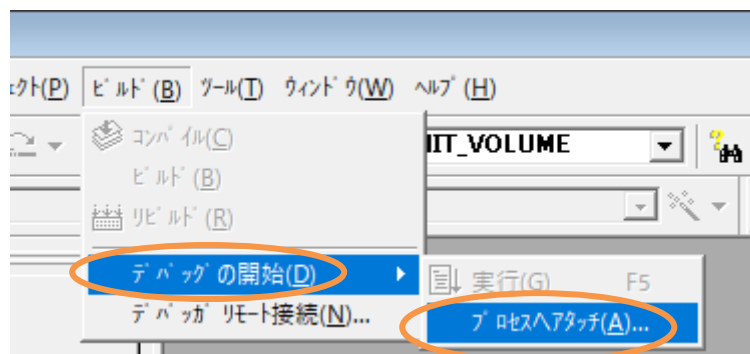 ェクト(P) ビルド(B) ツール(T) ウィンドウ(W) ヘルプ(H)
コンパイル(C)
IIT_VOLUME
ビルド(B)
リビルド(R)
デバッグの開始(D)
実行(G) F5
デバッガ リモート接続(N)...
プロセスへアタッチ(A)...